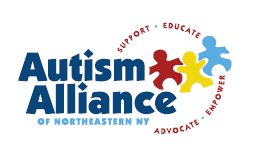 SUPPORT • EDUCATE
Autism
Alliance
OF NORTHEASTERN NY
ADVOCATE • EMPOWER